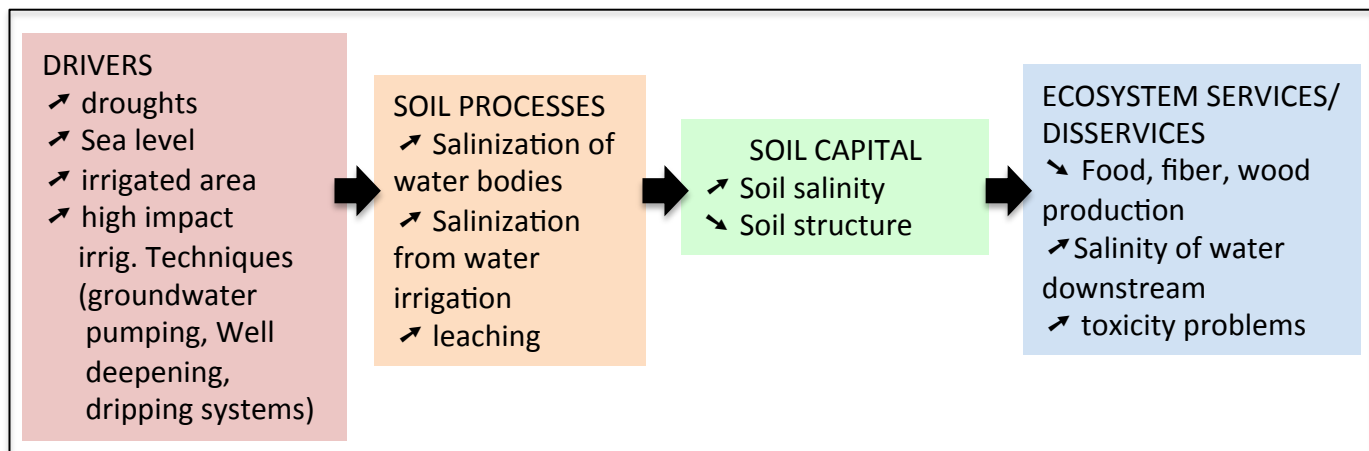 DRIVERS
↗ droughts
↗ Sea level
↗ irrigated area
↗ high impact
irrig. Techniques
(groundwater
pumping, Well
deepening,
dripping systems)
SOIL PROCESSES
↗ Salinization of
water bodies
↗ Salinization
from water
irrigation
↗ leaching
SOIL CAPITAL
↗ Soil salinity
↘ Soil structure
ECOSYSTEM SERVICES/
DISSERVICES
↘ Food, fiber, wood
production
↗Salinity of water
downstream
↗ toxicity problems